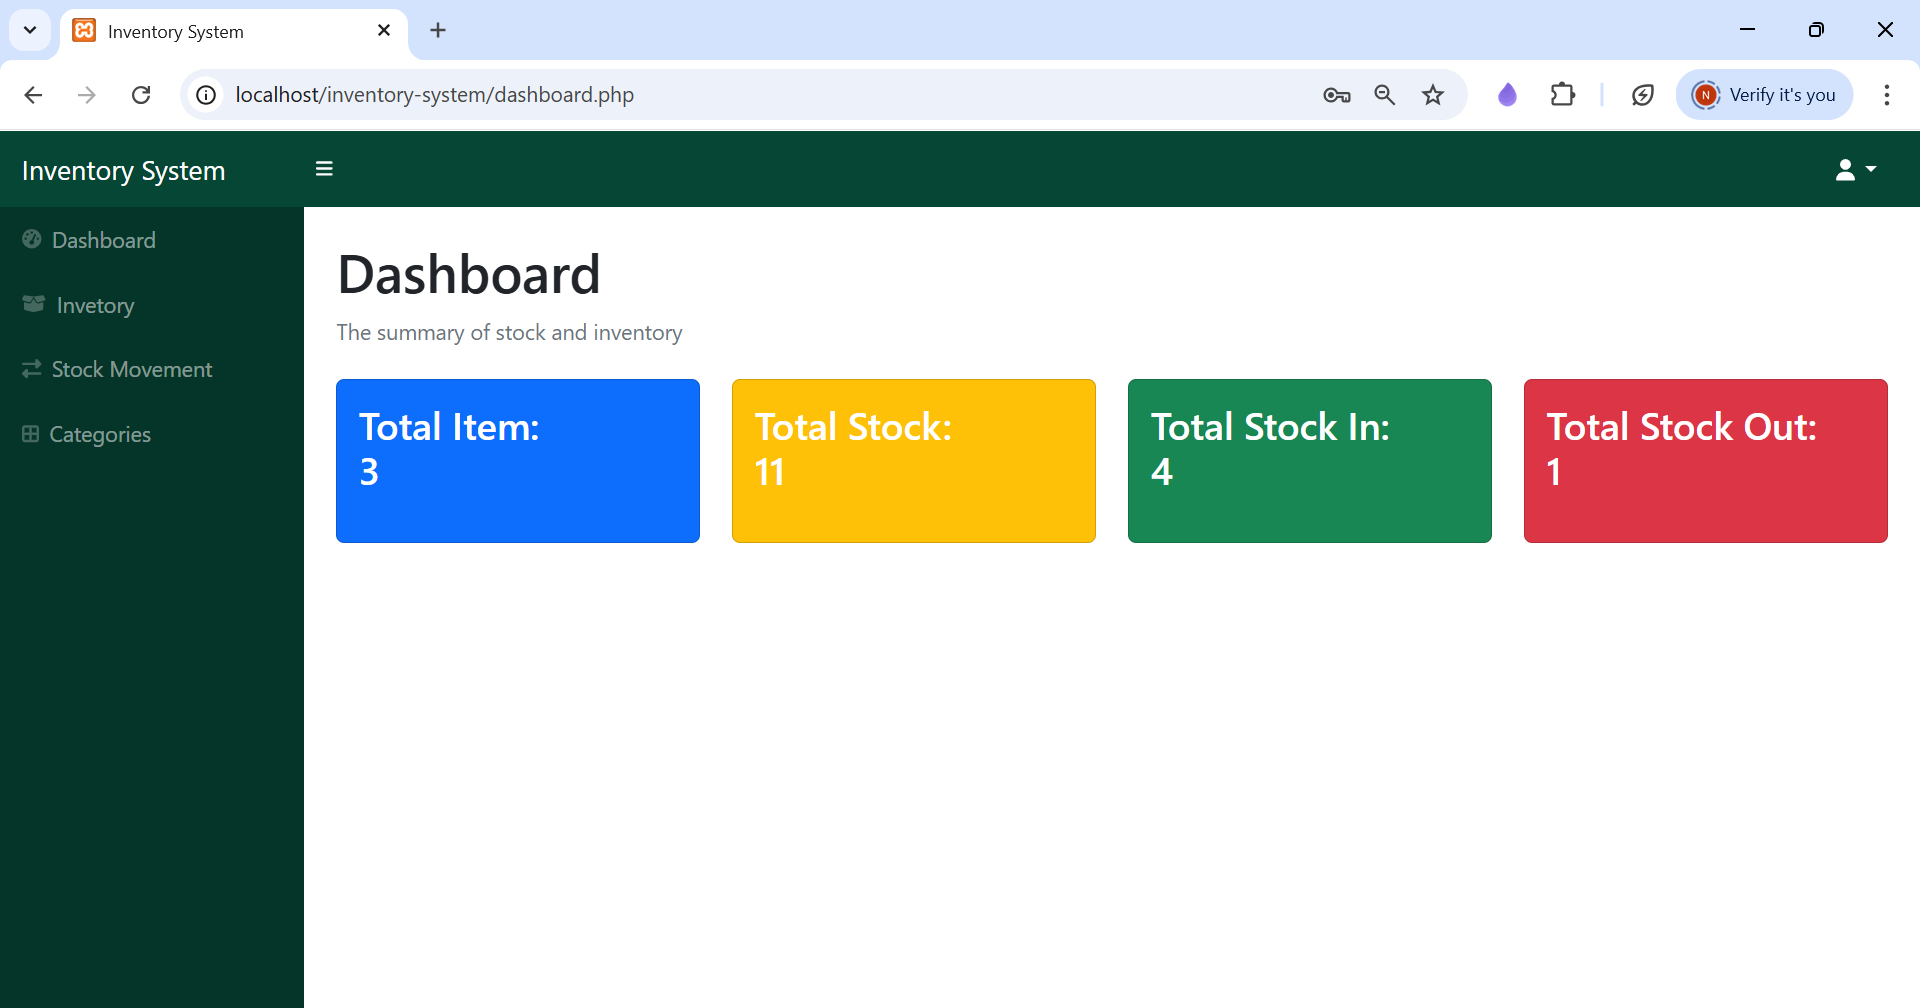 Inventory System
localhost/inventory-system/dashboard.php
N
Verify it's you
Inventory System
Dashboard
Invetory
Stock Movement
Categories
Dashboard
The summary of stock and inventory
Total Item:
3
Total Stock:
11
Total Stock In:
4
Total Stock Out:
1